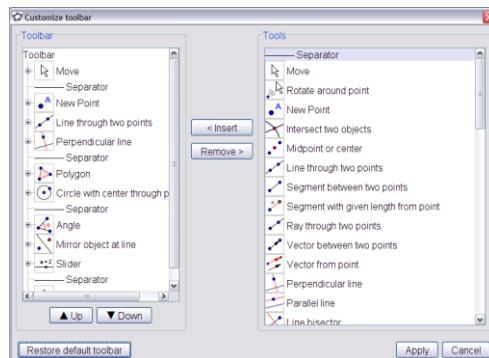 Customize toolbar
Toolbar
Toolbar
Move
Separator
New Point
Line through two points
Perpendicular line
Separator
Polygon
Circle with center through p
Separator
Angle
Mirror object at line
a=2
Slider
Separator
▲ Up
▼ Down
< Insert
Remove >
Tools
Separator
Move
Rotate around point
New Point
Intersect two objects
Midpoint or center
Line through two points
Segment between two points
Segment with given length from point
Ray through two points
Vector between two points
Vector from point
Perpendicular line
Parallel line
Line bisector
Restore default toolbar
Apply
Cancel